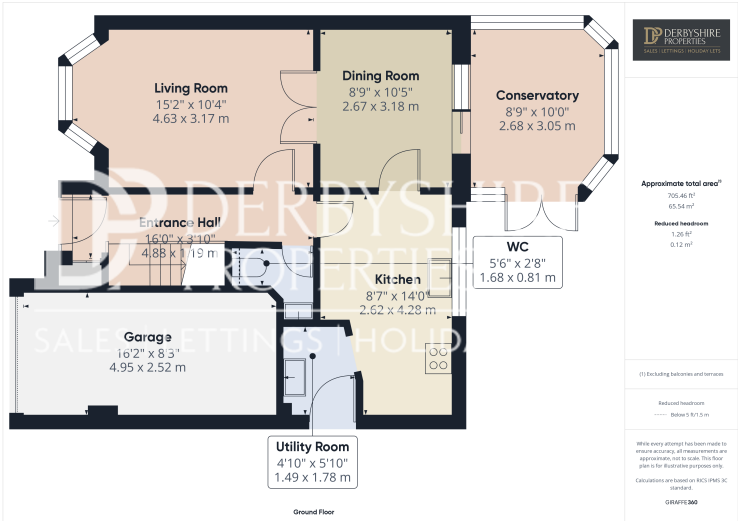 Living Room
15'2" x 10'4"
4.63 x 3.17 m
Dining Room
8'9" x 10'5"
2.67 x 3.18 m
Conservatory
8'9" x 10'0"
2.68 x 3.05 m
Entrance Hall
16'0" x 3'10"
4.88 x 1.19 m
WC
5'6" x 2'8"
1.68 x 0.81 m
Kitchen
8'7" x 14'0"
2.62 x 4.28 m
Garage
16'2" x 8'3"
4.95 x 2.52 m
Utility Room
4'10" x 5'10"
1.49 x 1.78 m
Ground Floor
DP DERBYSHIRE
PROPERTIES
SALES | LETTINGS | HOLIDA
DP DERBYSHIRE
PROPERTIES
SALES | LETTINGS | HOLIDAY LETS
Approximate total area(1)
705.46 ft²
65.54 m²
Reduced headroom
1.26 ft²
0.12 m²
(1) Excluding balconies and terraces
Reduced headroom
Below 5 ft/1.5 m
While every attempt has been made to
ensure accuracy, all measurements are
approximate, not to scale. This floor
plan is for illustrative purposes only.
Calculations are based on RICS IPMS 3C
standard.
GIRAFFE360